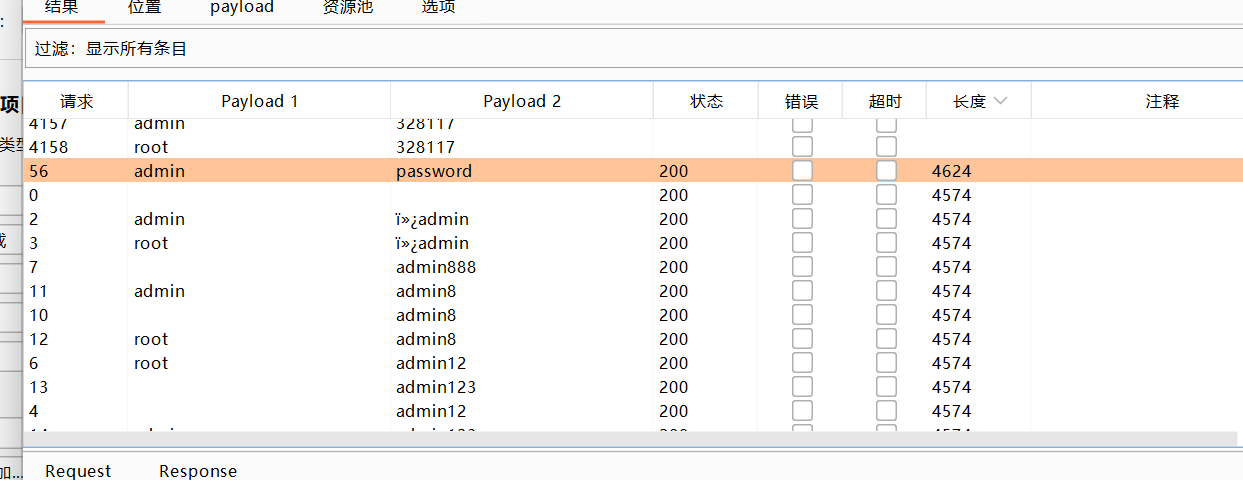 结果 位置 payload 资源池 选项
:
过滤：显示所有条目
项
请求 Payload 1 Payload 2 状态 错误 超时 长度 注释
4157 admin 328117
类型
4158 root 328117
56 admin password 200 4624
0 200 4574
2 admin ï»¿admin 200 4574
3 root ï»¿admin 200 4574
7 admin888 200 4574
11 admin admin8 200 4574
10 admin8 200 4574
12 root admin8 200 4574
6 root admin12 200 4574
13 admin123 200 4574
4 admin12 200 4574
加...
Request Response